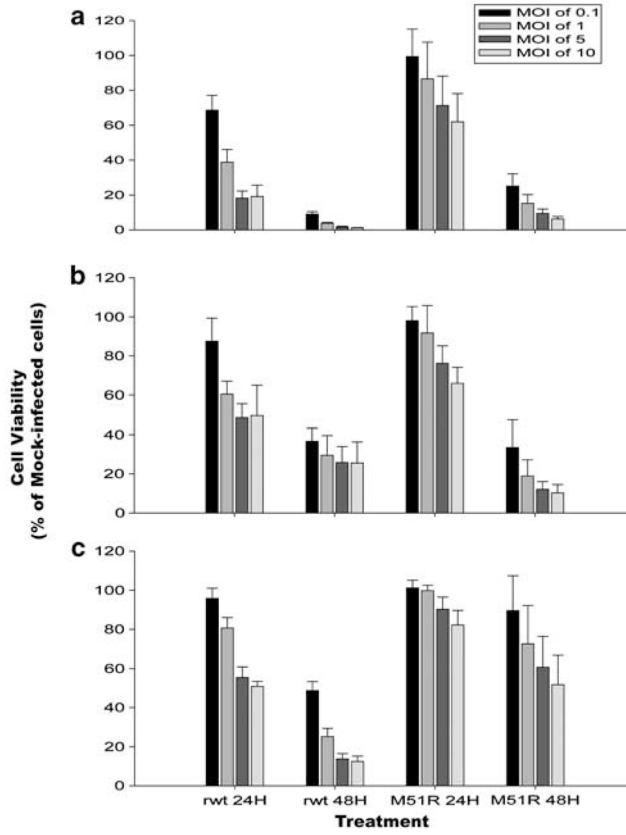 a
MOI of 0.1
MOI of 1
MOI of 5
MOI of 10
120
100
80
60
40
20
0
b
120
100
80
60
40
20
0
c
120
100
80
60
40
20
0
Cell Viability
(% of Mock-infected cells)
rwt 24H rwt 48H M51R 24H M51R 48H
Treatment